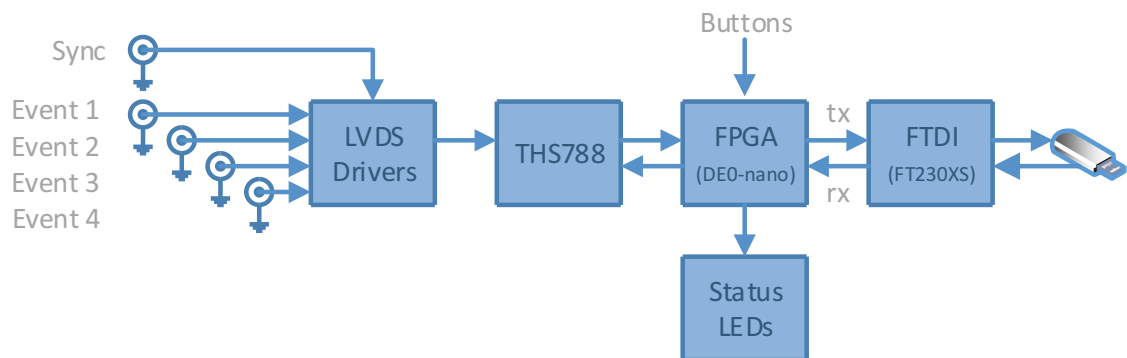 Sync
Event 1
Event 2
Event 3
Event 4
LVDS
Drivers
THS788
Buttons
FPGA
(DE0-nano)
tx
rx
FTDI
(FT230XS)
Status
LEDs